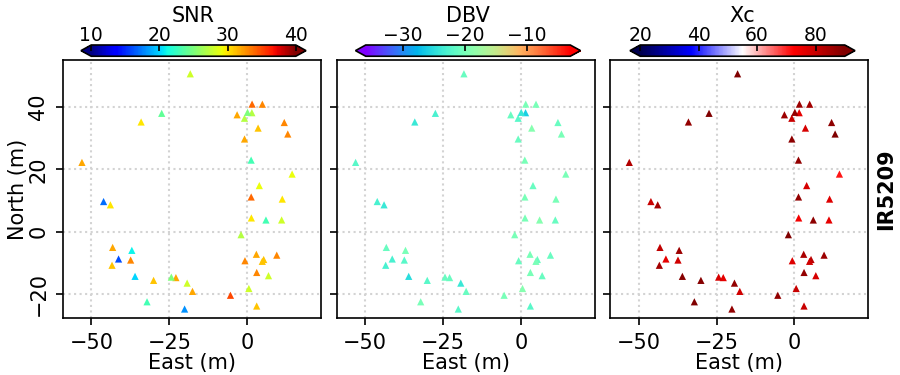 SNR DBV Xc
10 20 30 40 −30 −20 −10 20 40 60 80
40
20
0
−20
North (m)
IR5209
−50 −25 0 −50 −25 0 −50 −25 0
East (m) East (m) East (m)